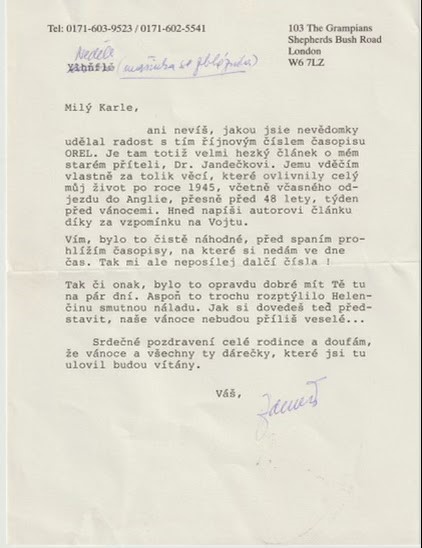 Tel: 0171-603-9523 / 0171-602-5541
103 The Grampians
Shepherds Bush Road
London
W6 7LZ
Neděle
(mašinka se
Milý Karle,
ani nevíš, jakou jsie nevědomky
udělal radost s tím říjnovým číslem časopisu
OREL. Je tam totiž velmi hezký článek o mém
starém příteli, Dr. Jandečkovi. Jemu vděčím
vlastně za tolik věcí, které ovlivnily celý
můj život po roce 1945, včetně včasného od-
jezdu do Anglie, přesně před 48 lety, týden
před vánocemi. Hned napíši autorovi článku
díky za vzpomínku na Vojtu.
Vím, bylo to čistě náhodné, před spaním pro-
hlížím časopisy, na které si nedám ve dne
čas. Tak mi ale neposílej dalčí čísla !
Tak či onak, bylo to opravdu dobré mít Tě tu
na pár dní. Aspoň to trochu rozptýlilo Helen-
činu smutnou náladu. Jak si dovedeš teď před-
stavit, naše vánoce nebudou příliš veselé...
Srdečné pozdravení celé rodince a doufám,
že vánoce a všechny ty dárečky, které jsi tu
ulovil budou vítány.
Váš,